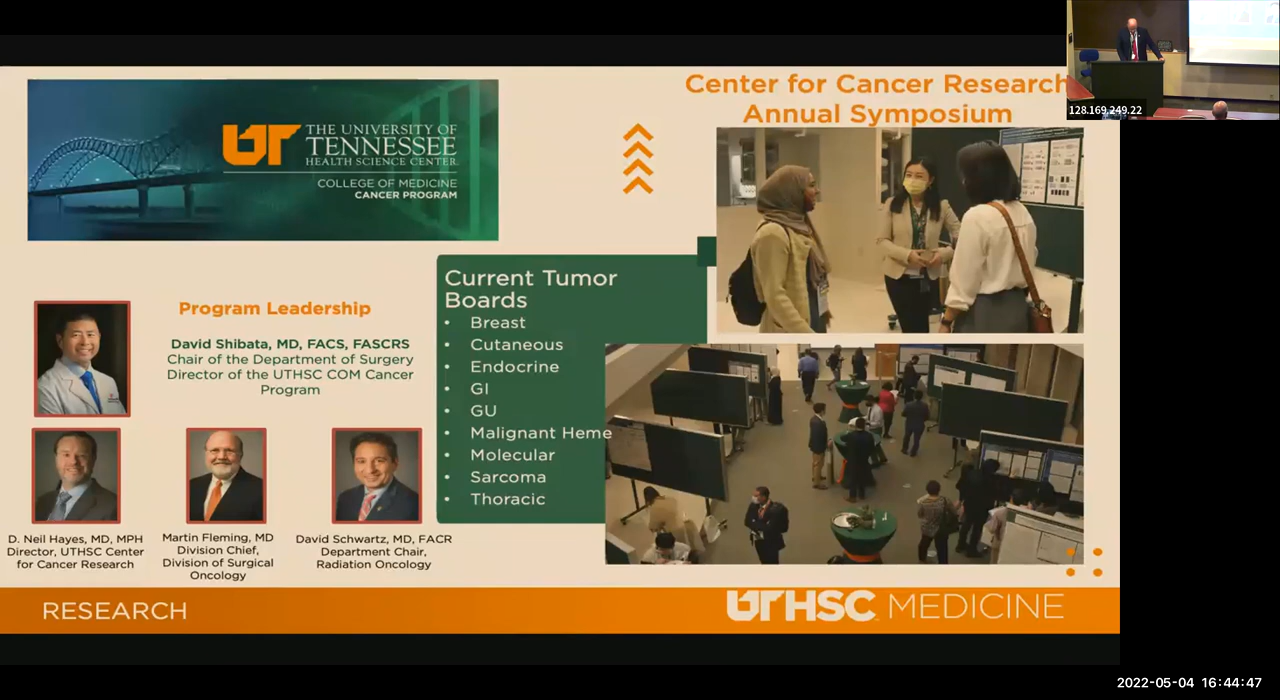 Center for Cancer Research
Annual Symposium
128.169.249.22
UT THE UNIVERSITY OF
TENNESSEE
HEALTH SCIENCE CENTER
COLLEGE OF MEDICINE
CANCER PROGRAM
Program Leadership
David Shibata, MD, FACS, FASCRS
Chair of the Department of Surgery
Director of the UTHSC COM Cancer
Program
D. Neil Hayes, MD, MPH
Director, UTHSC Center
for Cancer Research
Martin Fleming, MD
Division Chief,
Division of Surgical
Oncology
David Schwartz, MD, FACR
Department Chair,
Radiation Oncology
Current Tumor
Boards
• Breast
• Cutaneous
• Endocrine
• GI
• GU
• Malignant Heme
• Molecular
• Sarcoma
• Thoracic
RESEARCH
UTHSC MEDICINE
2022-05-04 16:44:47